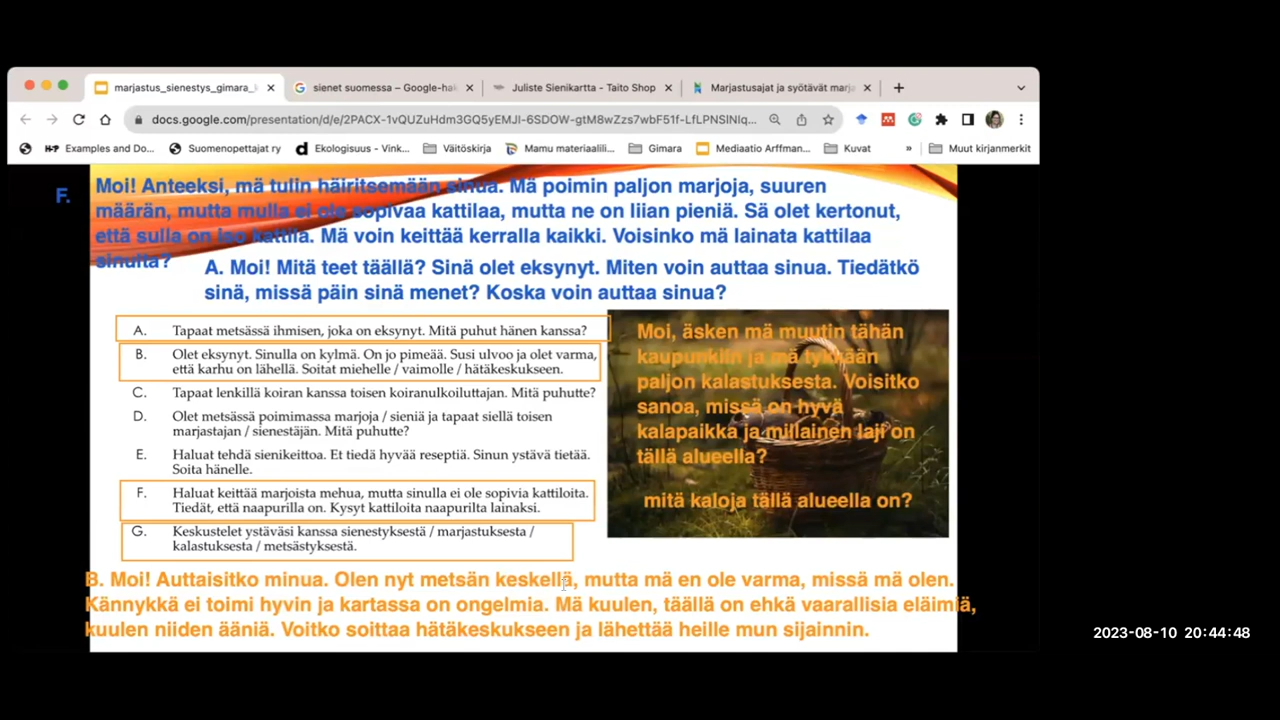 marjastus_sienestys_gimara_k
sienet suomessa – Google-hak
Juliste Sienikartta - Taito Shop
Marjastusajat ja syötävät marja
docs.google.com/presentation/d/e/2PACX-1vQUZuHdm3GQ5yEMJI-6SDOW-gtM8wZzs7wbF51f-LfLPNSINIq...
Examples and Do...
Suomenopettajat ry
Ekologisuus - Vink...
Väitöskirja
Mamu materiaalili...
Gimara
Mediaatio Arffman...
Kuvat
»
Muut kirjanmerkit
F.
Moi! Anteeksi, mä tulin häiritsemään sinua. Mä poimin paljon marjoja, suuren
määrän, mutta mulla ei ole sopivaa kattilaa, mutta ne on liian pieniä. Sä olet kertonut,
että sulla on iso kattila. Mä voin keittää kerralla kaikki. Voisinko mä lainata kattilaa
sinulta?
A. Moi! Mitä teet täällä? Sinä olet eksynyt. Miten voin auttaa sinua. Tiedätkö
sinä, missä päin sinä menet? Koska voin auttaa sinua?
A. Tapaat metsässä ihmisen, joka on eksynyt. Mitä puhut hänen kanssa?
B. Olet eksynyt. Sinulla on kylmä. On jo pimeää. Susi ulvoo ja olet varma,
että karhu on lähellä. Soitat miehelle / vaimolle / hätäkeskukseen.
C. Tapaat lenkillä koiran kanssa toisen koiranulkoiluttajan. Mitä puhutte?
D. Olet metsässä poimimassa marjoja / sieniä ja tapaat siellä toisen
marjastajan / sienestäjän. Mitä puhutte?
E. Haluat tehdä sienikeittoa. Et tiedä hyvää reseptiä. Sinun ystävä tietää.
Soita hänelle.
F. Haluat keittää marjoista mehua, mutta sinulla ei ole sopivia kattiloita.
Tiedät, että naapurilla on. Kysyt kattiloita naapurilta lainaksi.
G. Keskustelet ystäväsi kanssa sienestyksestä / marjastuksesta /
kalastuksesta / metsästyksestä.
Moi, äsken mä muutin tähän
kaupunkiin ja mä tykkään
paljon kalastuksesta. Voisitko
sanoa, missä on hyvä
kalapaikka ja millainen laji on
tällä alueella?
mitä kaloja tällä alueella on?
B. Moi! Auttaisitko minua. Olen nyt metsän keskellä, mutta mä en ole varma, missä mä olen.
Kännykkä ei toimi hyvin ja kartassa on ongelmia. Mä kuulen, täällä on ehkä vaarallisia eläimiä,
kuulen niiden ääniä. Voitko soittaa hätäkeskukseen ja lähettää heille mun sijainnin.
2023-08-10 20:44:48